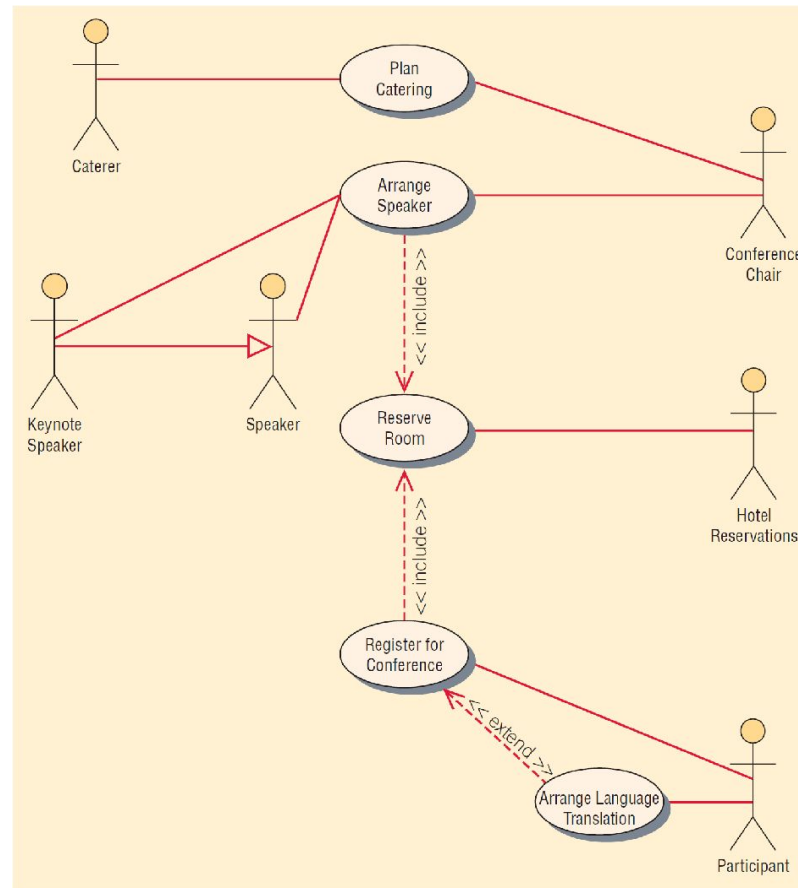 Plan
Catering
Caterer
Arrange
Speaker
Conference
Chair
<< include >>
Keynote
Speaker
Speaker
Reserve
Room
Hotel
Reservations
<< include >>
Register for
Conference
<< extend >>
Arrange Language
Translation
Participant